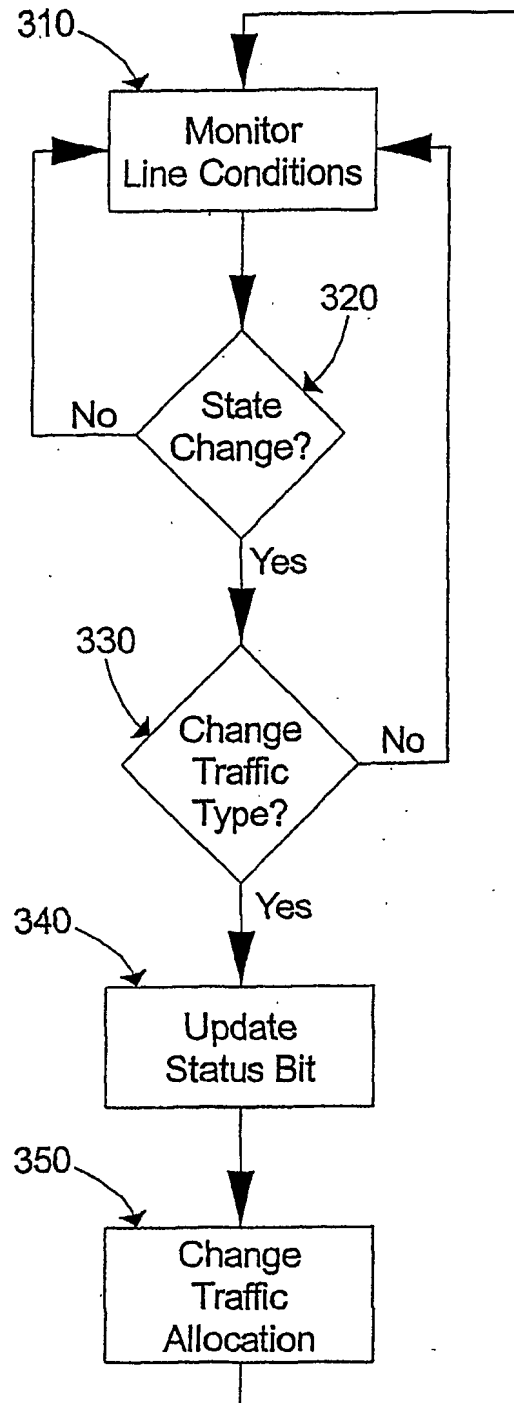 310
Monitor
Line Conditions
320
State
Change?
No
Yes
330
Change
Traffic
Type?
No
Yes
340
Update
Status Bit
350
Change
Traffic
Allocation